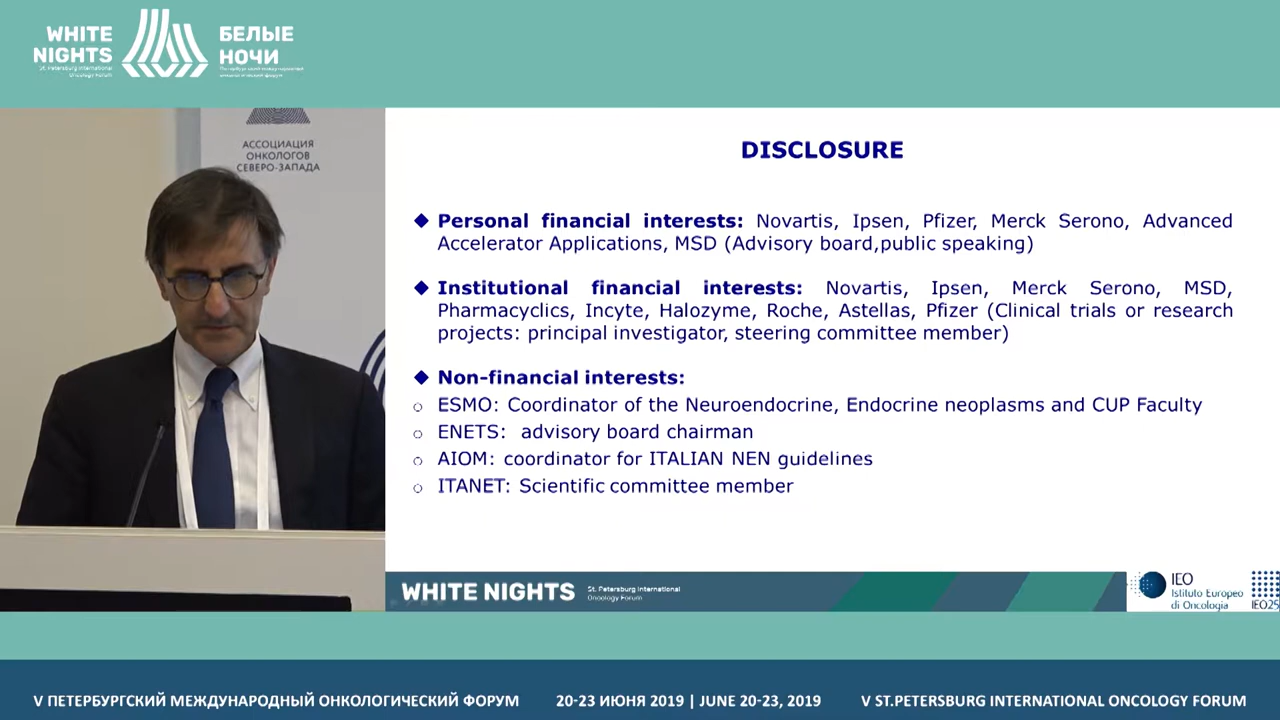 WHITE
NIGHTS
St. Petersburg International
Oncology Forum
БЕЛЫЕ
НОЧИ
АССОЦИАЦИЯ
ОНКОЛОГОВ
СЕВЕРО-ЗАПАДА
DISCLOSURE
Personal financial interests: Novartis, Ipsen, Pfizer, Merck Serono, Advanced
Accelerator Applications, MSD (Advisory board,public speaking)
Institutional financial interests: Novartis, Ipsen, Merck Serono, MSD,
Pharmacyclics, Incyte, Halozyme, Roche, Astellas, Pfizer (Clinical trials or research
projects: principal investigator, steering committee member)
Non-financial interests:
ESMO: Coordinator of the Neuroendocrine, Endocrine neoplasms and CUP Faculty
ENETS: advisory board chairman
AIOM: coordinator for ITALIAN NEN guidelines
ITANET: Scientific committee member
WHITE NIGHTS
St. Petersburg International
Oncology Forum
IEO
Istituto Europeo
di Oncologia
IEO25
V ПЕТЕРБУРГСКИЙ МЕЖДУНАРОДНЫЙ ОНКОЛОГИЧЕСКИЙ ФОРУМ
20-23 ИЮНЯ 2019 | JUNE 20-23, 2019
V ST.PETERSBURG INTERNATIONAL ONCOLOGY FORUM